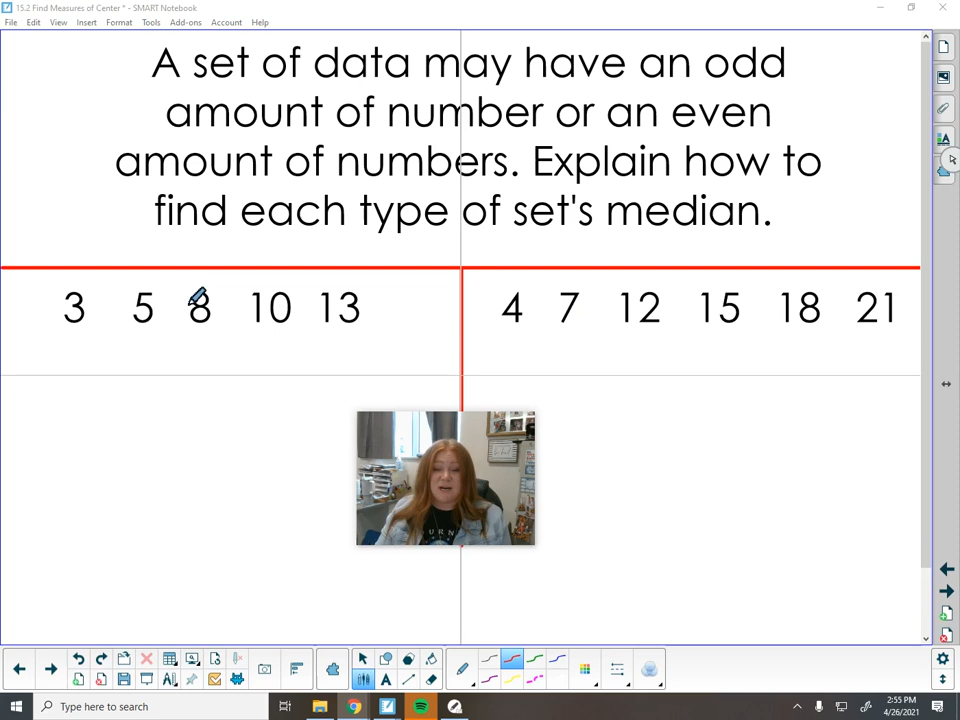 15.2 Find Measures of Center * - SMART Notebook
File Edit View Insert Format Tools Add-ons Account Help
A set of data may have an odd
amount of number or an even
amount of numbers. Explain how to
find each type of set's median.
3 5 8 10 13
4 7 12 15 18 21
Type here to search
2:55 PM
4/26/2021